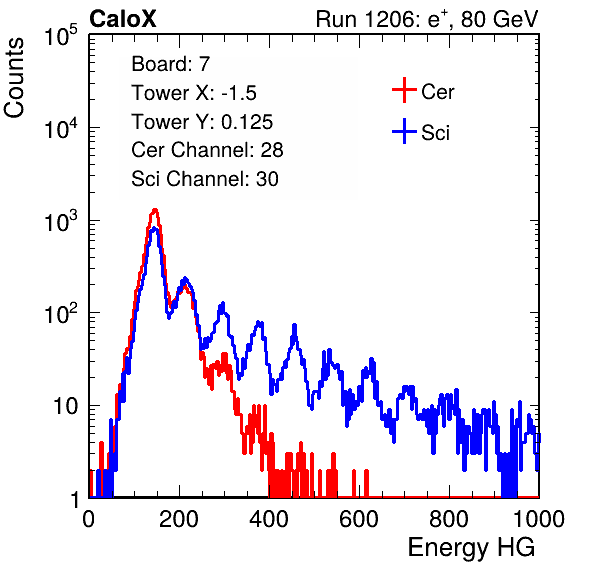 CaloX
Run 1206: e⁺, 80 GeV
Counts
10⁵
10⁴
10³
10²
10
1
Board: 7
Tower X: -1.5
Tower Y: 0.125
Cer Channel: 28
Sci Channel: 30
Cer
Sci
0 200 400 600 800 1000
Energy HG